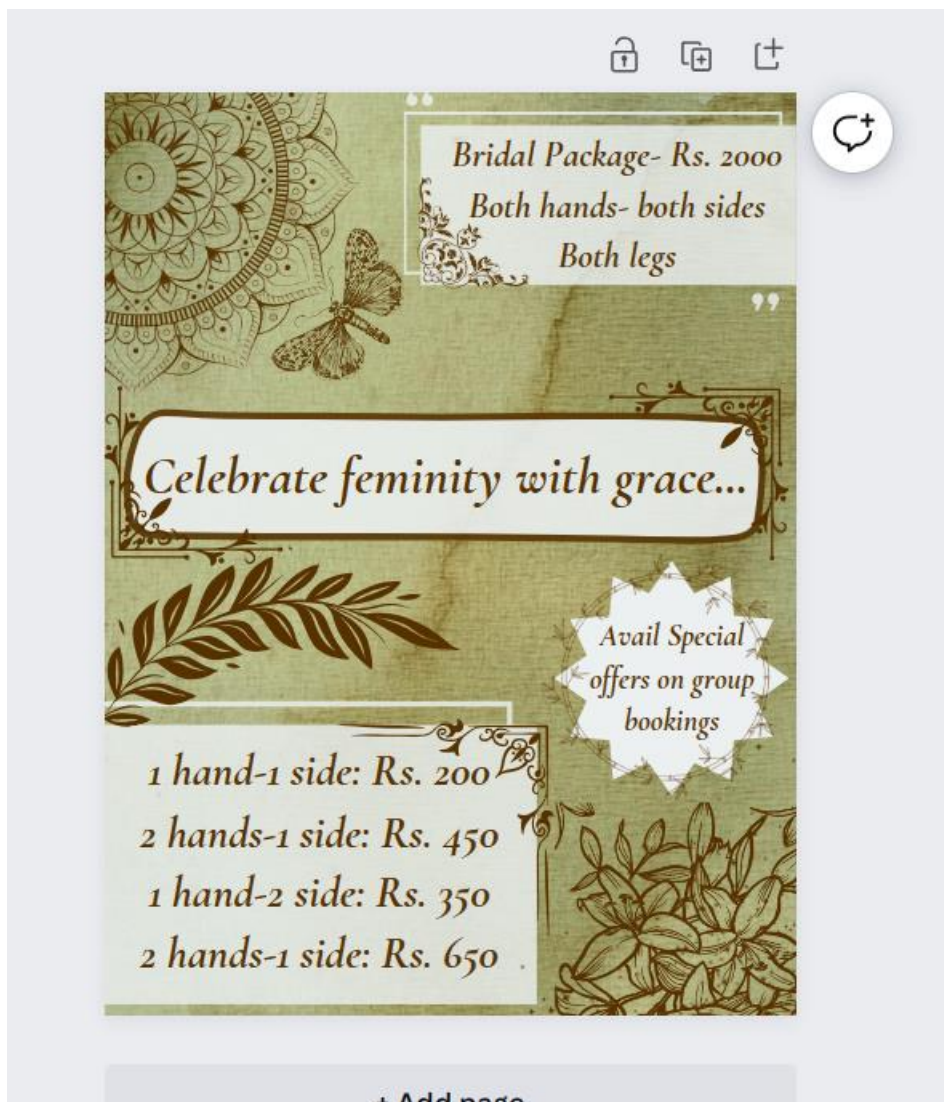 Bridal Package- Rs. 2000
Both hands- both sides
Both legs
Celebrate feminity with grace...
Avail Special
offers on group
bookings
1 hand-1 side: Rs. 200
2 hands-1 side: Rs. 450
1 hand-2 side: Rs. 350
2 hands-1 side: Rs. 650
+ Add page